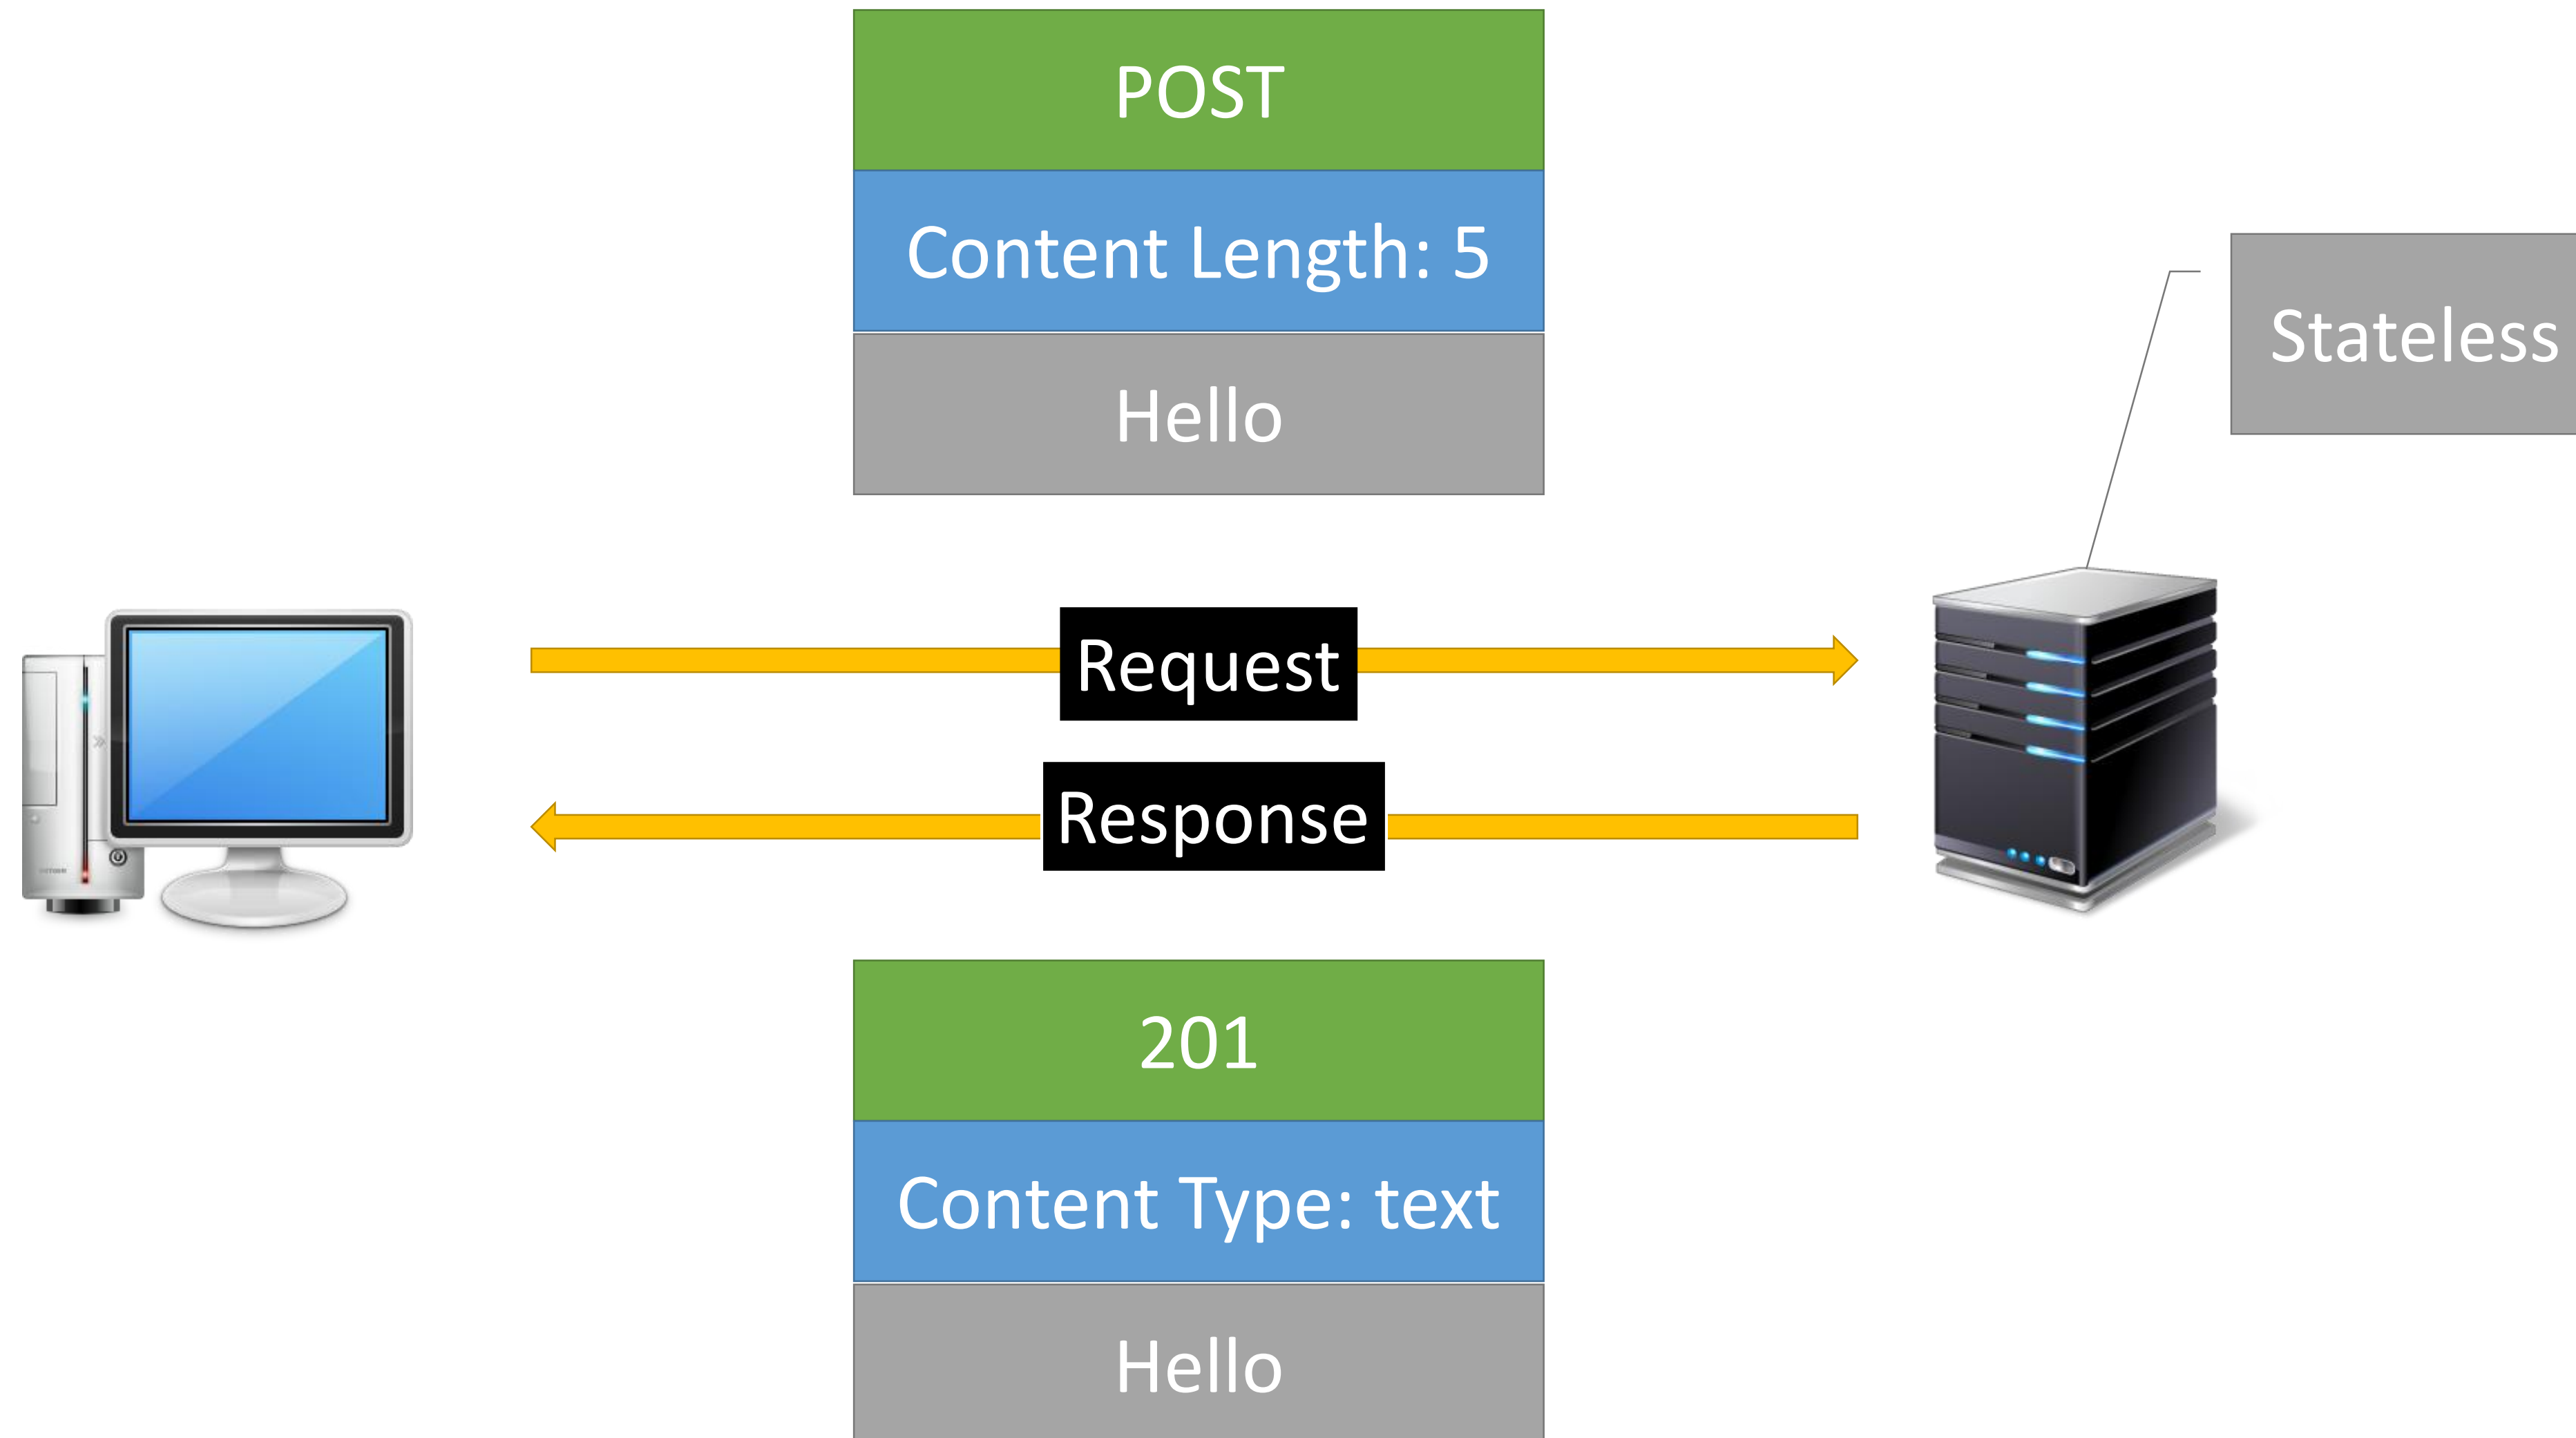 POST
Content Length: 5
Hello
Stateless
Request
Response
201
Content Type: text
Hello